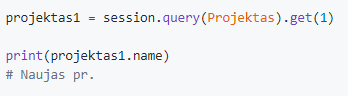 projektas1 = session.query(Projektas).get(1)
print(projektas1.name)
# Naujas pr.